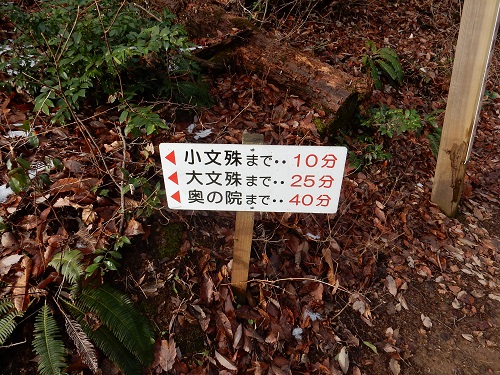 ◀ 小文殊まで・・10分
◀ 大文殊まで・・25分
◀ 奥の院まで・・40分